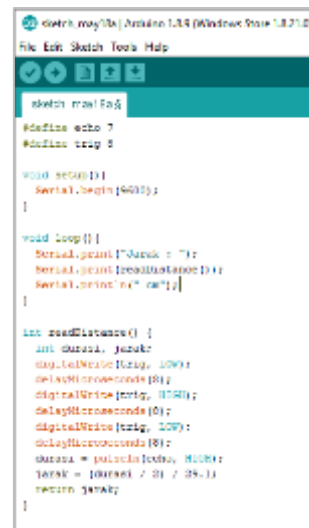 sketch_may18a | Arduino 1.8.9 (Windows Store 1.8.21.0
File Edit Sketch Tools Help
sketch_may18a§
#define echo 7
#define trig 8
void setup(){
Serial.begin(9600);
}
void loop(){
Serial.print("Jarak : ");
Serial.print(readDistance());
Serial.println(" cm");
}
int readDistance() {
int durasi, jarak;
digitalWrite(trig, LOW);
delayMicroseconds(8);
digitalWrite(trig, HIGH);
delayMicroseconds(8);
digitalWrite(trig, LOW);
delayMicroseconds(8);
durasi = pulseIn(echo, HIGH);
jarak = (durasi / 2) / 29.1;
return jarak;
}